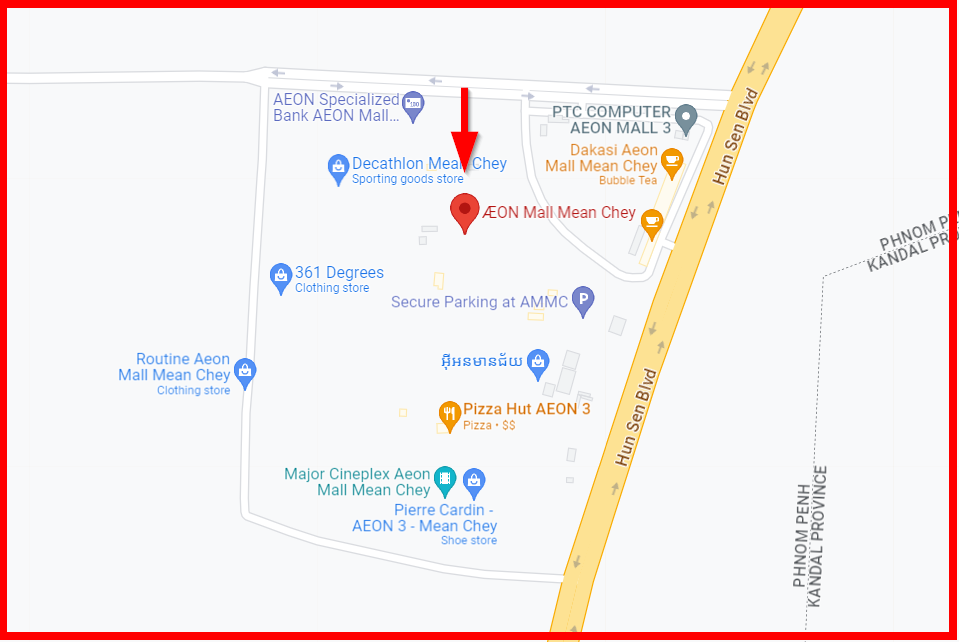 AEON Specialized
Bank AEON Mall...
PTC COMPUTER
AEON MALL 3
Hun Sen Blvd
Dakasi Aeon
Mall Mean Chey
Bubble Tea
Decathlon Mean Chey
Sporting goods store
ÆON Mall Mean Chey
PHNOM
KANDAL
361 Degrees
Clothing store
Secure Parking at AMMC
P
អ៊ីអនមានជ័យ
Routine Aeon
Mall Mean Chey
Clothing store
Hun Sen Blvd
Pizza Hut AEON 3
Pizza • $$
Major Cineplex Aeon
Mall Mean Chey
Pierre Cardin -
AEON 3 - Mean Chey
Shoe store
PHNOM PENH
KANDAL PROVINCE